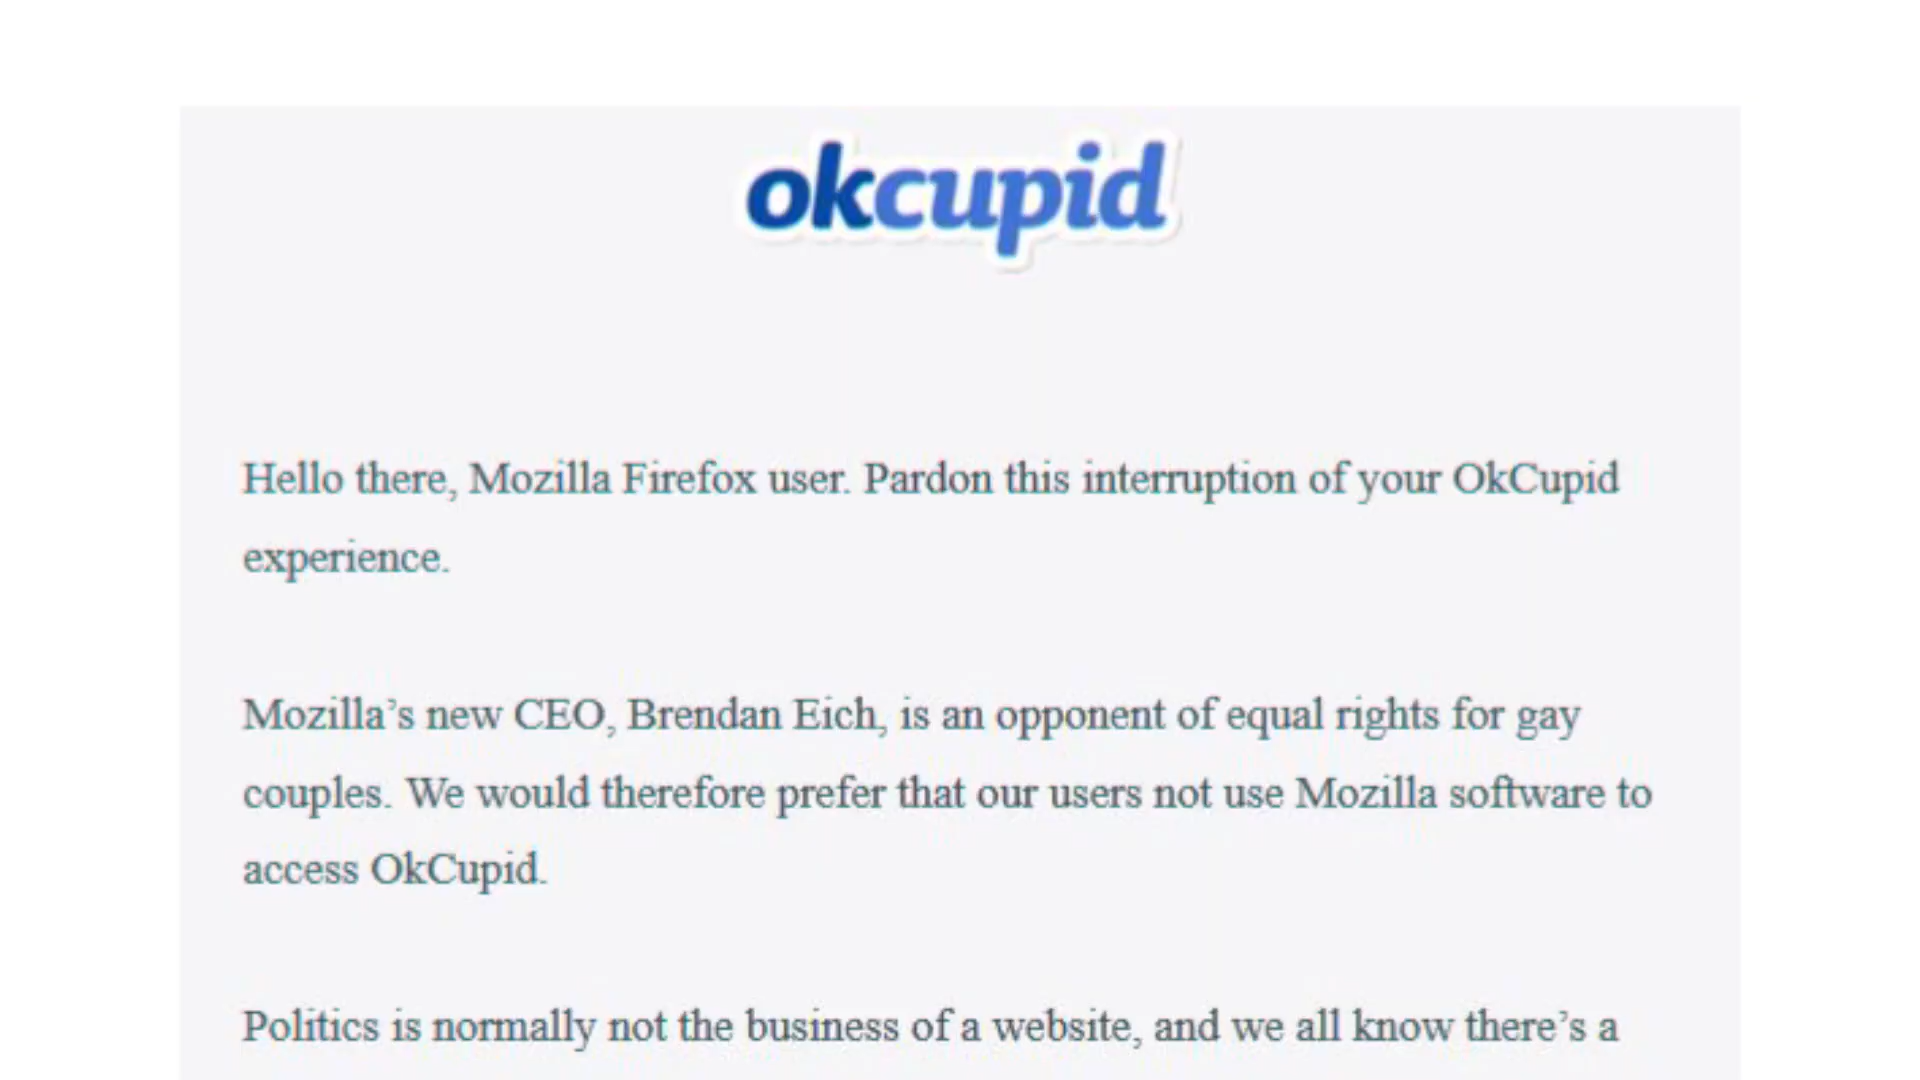 okcupid
Hello there, Mozilla Firefox user. Pardon this interruption of your OkCupid
experience.
Mozilla’s new CEO, Brendan Eich, is an opponent of equal rights for gay
couples. We would therefore prefer that our users not use Mozilla software to
access OkCupid.
Politics is normally not the business of a website, and we all know there’s a